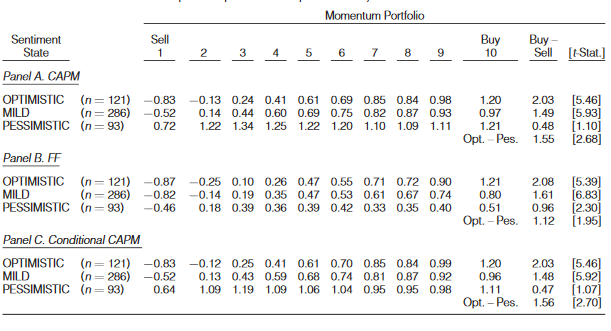 Momentum Portfolio
Sentiment Sell Buy Buy –
State 1 2 3 4 5 6 7 8 9 10 Sell [t-Stat.]
Panel A. CAPM
OPTIMISTIC (n = 121) −0.83 −0.13 0.24 0.41 0.61 0.69 0.85 0.84 0.98 1.20 2.03 [5.46]
MILD (n = 286) −0.52 0.14 0.44 0.60 0.69 0.75 0.82 0.87 0.93 0.97 1.49 [5.93]
PESSIMISTIC (n = 93) 0.72 1.22 1.34 1.25 1.22 1.20 1.10 1.09 1.11 1.21 0.48 [1.10]
Opt. – Pes. 1.55 [2.68]
Panel B. FF
OPTIMISTIC (n = 121) −0.87 −0.25 0.10 0.26 0.47 0.55 0.71 0.72 0.90 1.21 2.08 [5.39]
MILD (n = 286) −0.82 −0.14 0.19 0.35 0.47 0.53 0.61 0.67 0.74 0.80 1.61 [6.83]
PESSIMISTIC (n = 93) −0.46 0.18 0.39 0.36 0.39 0.42 0.33 0.35 0.40 0.51 0.96 [2.30]
Opt. – Pes. 1.12 [1.95]
Panel C. Conditional CAPM
OPTIMISTIC (n = 121) −0.83 −0.12 0.25 0.41 0.61 0.70 0.85 0.84 0.99 1.20 2.03 [5.46]
MILD (n = 286) −0.52 0.13 0.43 0.59 0.68 0.74 0.81 0.87 0.92 0.96 1.48 [5.92]
PESSIMISTIC (n = 93) 0.64 1.09 1.19 1.09 1.06 1.04 0.95 0.95 0.98 1.11 0.47 [1.07]
Opt. – Pes. 1.56 [2.70]